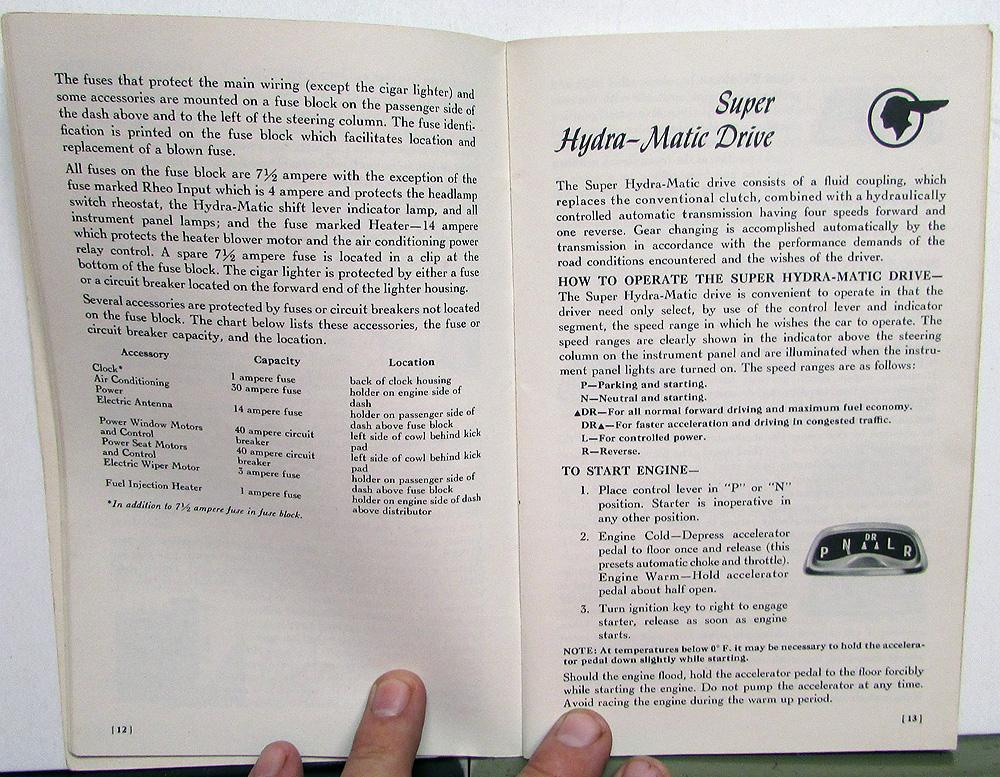 The fuses that protect the main wiring (except the cigar lighter) and
some accessories are mounted on a fuse block on the passenger side of
the dash above and to the left of the steering column. The fuse identi-
fication is printed on the fuse block which facilitates location and
replacement of a blown fuse.
All fuses on the fuse block are 7½ ampere with the exception of the
fuse marked Rheo Input which is 4 ampere and protects the headlamp
switch rheostat, the Hydra-Matic shift lever indicator lamp, and all
instrument panel lamps; and the fuse marked Heater—14 ampere
which protects the heater blower motor and the air conditioning power
relay control. A spare 7½ ampere fuse is located in a clip at the
bottom of the fuse block. The cigar lighter is protected by either a fuse
or a circuit breaker located on the forward end of the lighter housing.
Several accessories are protected by fuses or circuit breakers not located
on the fuse block. The chart below lists these accessories, the fuse or
circuit breaker capacity, and the location.
Accessory Capacity Location
Clock* 1 ampere fuse back of clock housing
Air Conditioning 30 ampere fuse holder on engine side of
Power dash
Electric Antenna 14 ampere fuse holder on passenger side of
dash above fuse block
Power Window Motors 40 ampere circuit left side of cowl behind kick
and Control breaker pad
Power Seat Motors 40 ampere circuit left side of cowl behind kick
and Control breaker pad
Electric Wiper Motor 3 ampere fuse holder on passenger side of
dash above fuse block
Fuel Injection Heater 1 ampere fuse holder on engine side of dash
above distributor
*In addition to 7½ ampere fuse in fuse block.
[ 12 ]
Super
Hydra-Matic Drive
The Super Hydra-Matic drive consists of a fluid coupling, which
replaces the conventional clutch, combined with a hydraulically
controlled automatic transmission having four speeds forward and
one reverse. Gear changing is accomplished automatically by the
transmission in accordance with the performance demands of the
road conditions encountered and the wishes of the driver.
HOW TO OPERATE THE SUPER HYDRA-MATIC DRIVE—
The Super Hydra-Matic drive is convenient to operate in that the
driver need only select, by use of the control lever and indicator
segment, the speed range in which he wishes the car to operate. The
speed ranges are clearly shown in the indicator above the steering
column on the instrument panel and are illuminated when the instru-
ment panel lights are turned on. The speed ranges are as follows:
P—Parking and starting.
N—Neutral and starting.
▲DR—For all normal forward driving and maximum fuel economy.
DR▲—For faster acceleration and driving in congested traffic.
L—For controlled power.
R—Reverse.
TO START ENGINE—
1. Place control lever in "P" or "N"
position. Starter is inoperative in
any other position.
2. Engine Cold—Depress accelerator
pedal to floor once and release (this
presets automatic choke and throttle).
Engine Warm—Hold accelerator
pedal about half open.
3. Turn ignition key to right to engage
starter, release as soon as engine
starts.
P N DR L R
NOTE: At temperatures below 0° F. it may be necessary to hold the accelera-
tor pedal down slightly while starting.
Should the engine flood, hold the accelerator pedal to the floor forcibly
while starting the engine. Do not pump the accelerator at any time.
Avoid racing the engine during the warm up period.
[ 13 ]